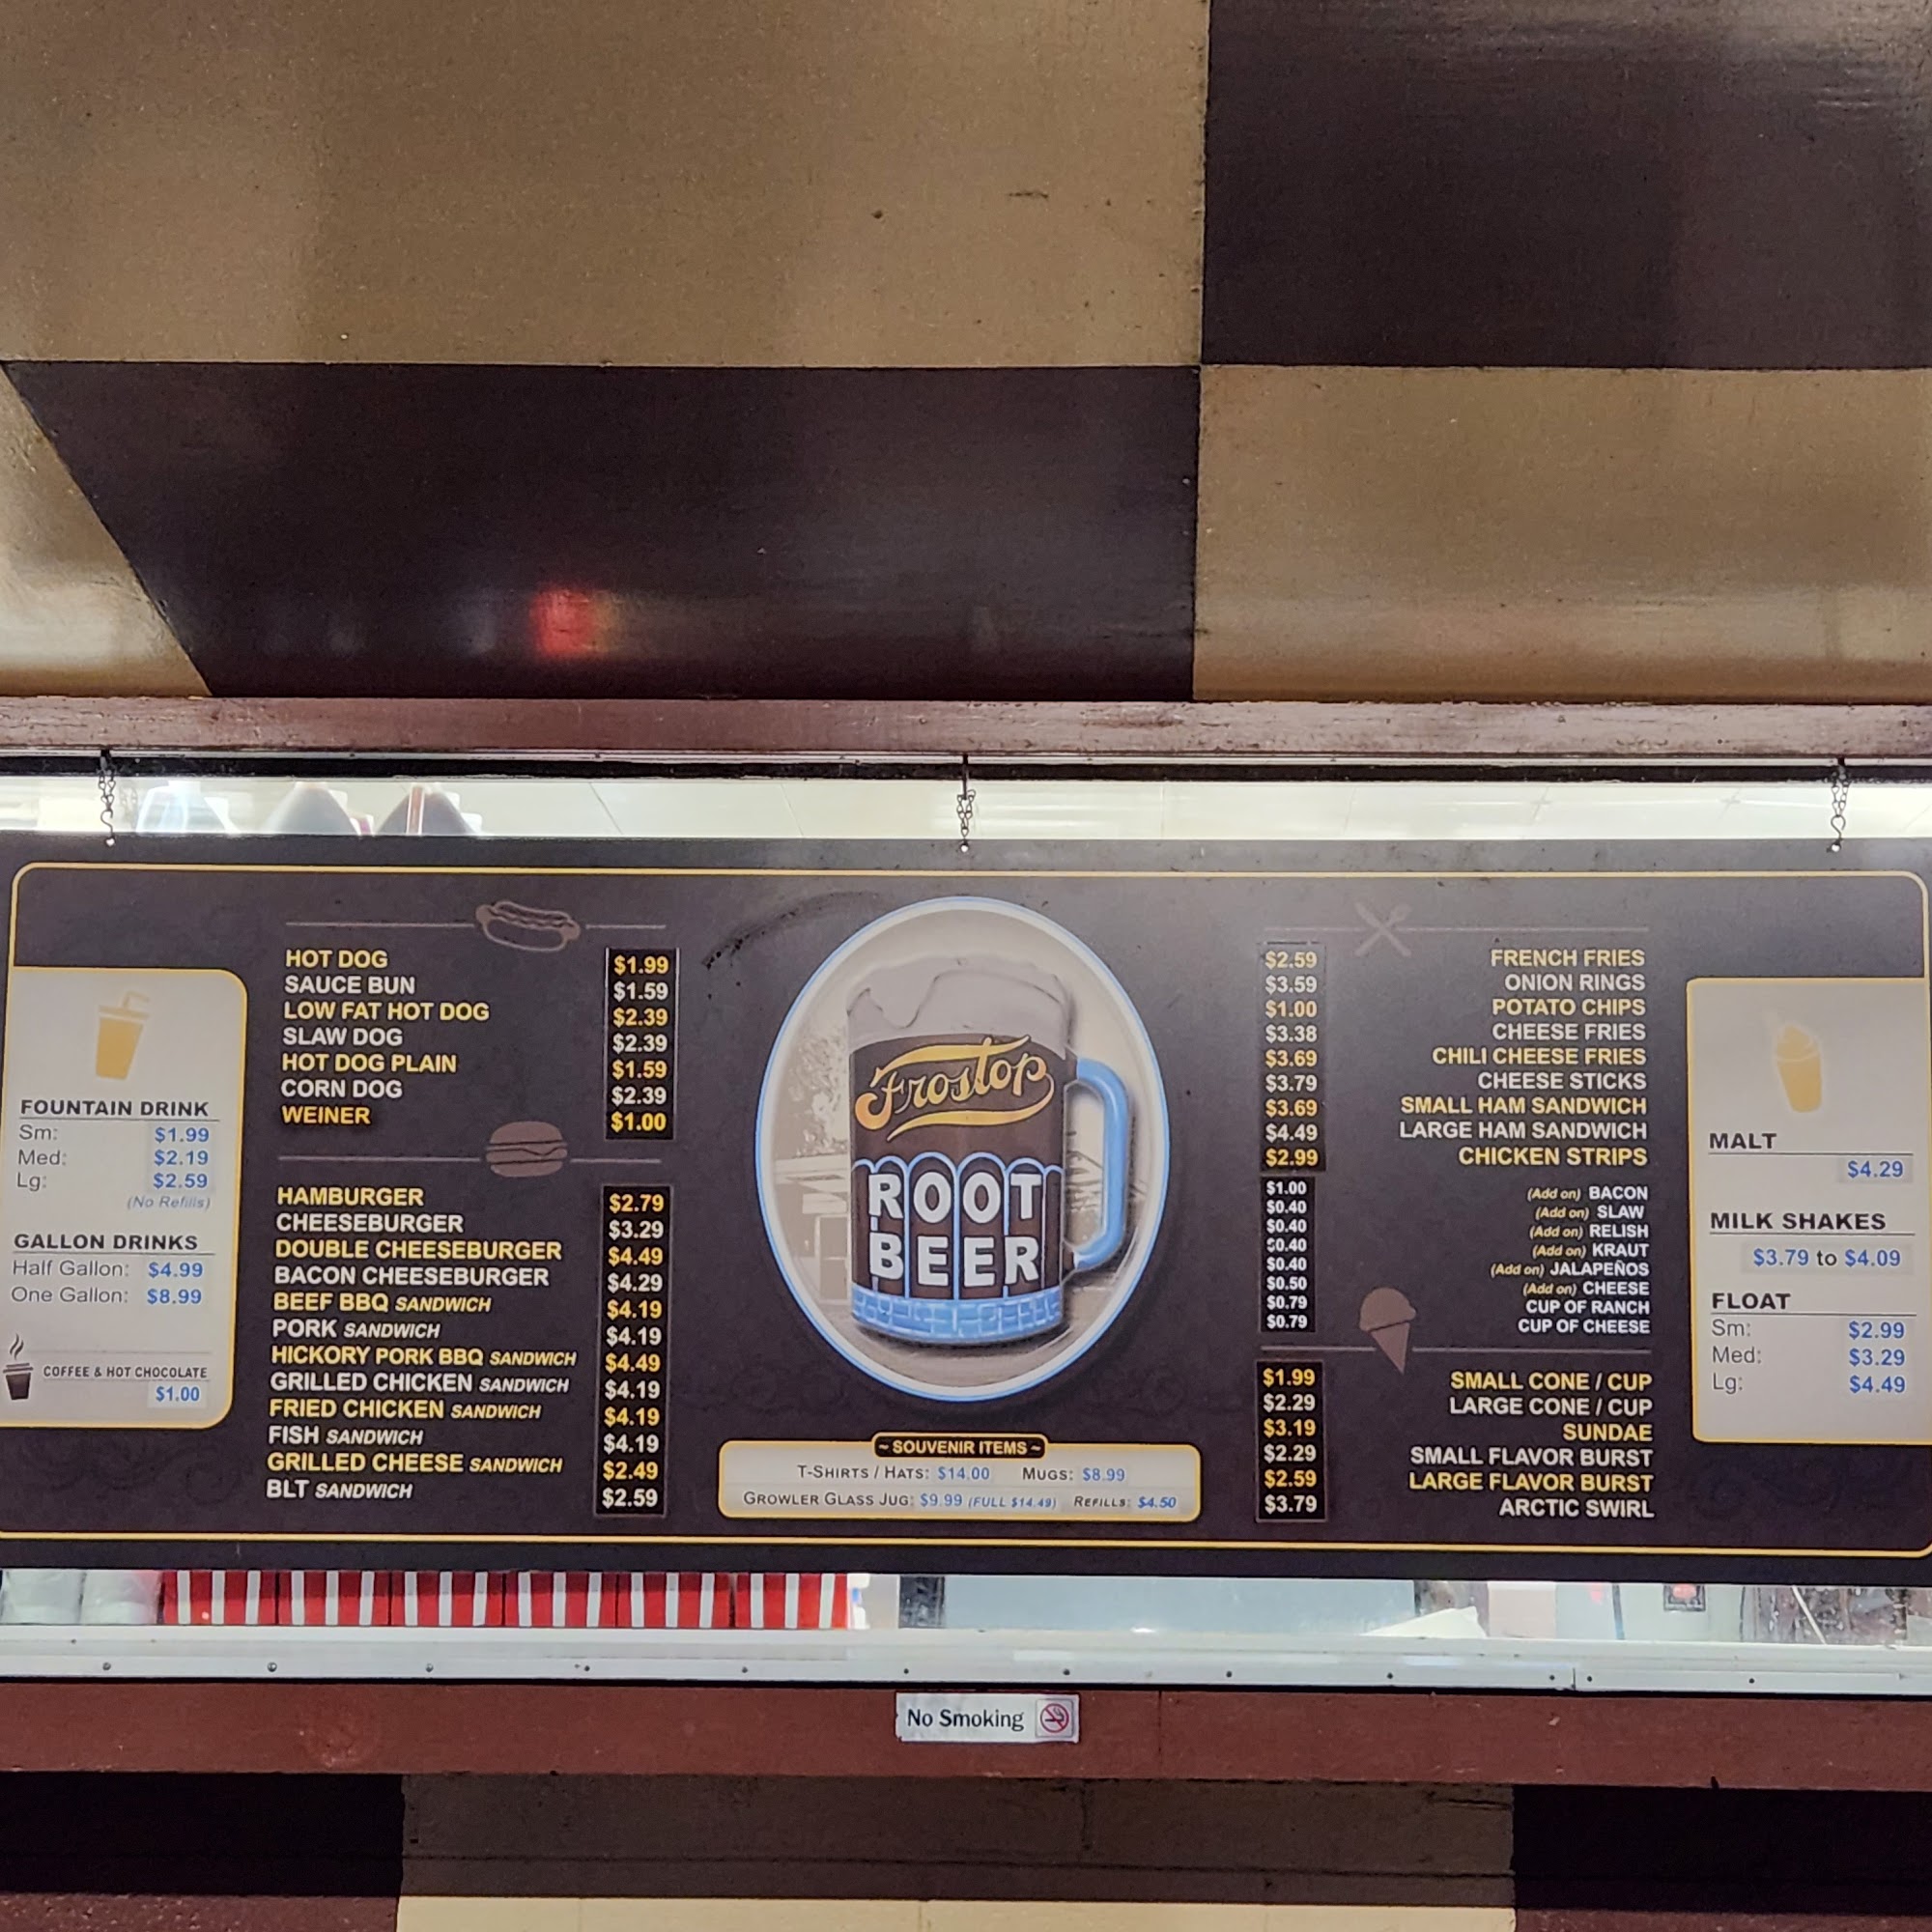 FOUNTAIN DRINK
Sm: $1.99
Med: $2.19
Lg: $2.59
(No Refills)
GALLON DRINKS
Half Gallon: $4.99
One Gallon: $8.99
COFFEE & HOT CHOCOLATE
$1.00
HOT DOG $1.99
SAUCE BUN $1.59
LOW FAT HOT DOG $2.39
SLAW DOG $2.39
HOT DOG PLAIN $1.59
CORN DOG $2.39
WEINER $1.00
HAMBURGER $2.79
CHEESEBURGER $3.29
DOUBLE CHEESEBURGER $4.49
BACON CHEESEBURGER $4.29
BEEF BBQ SANDWICH $4.19
PORK SANDWICH $4.19
HICKORY PORK BBQ SANDWICH $4.49
GRILLED CHICKEN SANDWICH $4.19
FRIED CHICKEN SANDWICH $4.19
FISH SANDWICH $4.19
GRILLED CHEESE SANDWICH $2.49
BLT SANDWICH $2.59
Frostop
ROOT
BEER
~ SOUVENIR ITEMS ~
T-SHIRTS / HATS: $14.00 MUGS: $8.99
GROWLER GLASS JUG: $9.99 (FULL $14.49) REFILLS: $4.50
$2.59 FRENCH FRIES
$3.59 ONION RINGS
$1.00 POTATO CHIPS
$3.38 CHEESE FRIES
$3.69 CHILI CHEESE FRIES
$3.79 CHEESE STICKS
$3.69 SMALL HAM SANDWICH
$4.49 LARGE HAM SANDWICH
$2.99 CHICKEN STRIPS
$1.00 (Add on) BACON
$0.40 (Add on) SLAW
$0.40 (Add on) RELISH
$0.40 (Add on) KRAUT
$0.40 (Add on) JALAPEÑOS
$0.50 (Add on) CHEESE
$0.79 CUP OF RANCH
$0.79 CUP OF CHEESE
$1.99 SMALL CONE / CUP
$2.29 LARGE CONE / CUP
$3.19 SUNDAE
$2.29 SMALL FLAVOR BURST
$2.59 LARGE FLAVOR BURST
$3.79 ARCTIC SWIRL
MALT
$4.29
MILK SHAKES
$3.79 to $4.09
FLOAT
Sm: $2.99
Med: $3.29
Lg: $4.49
No Smoking